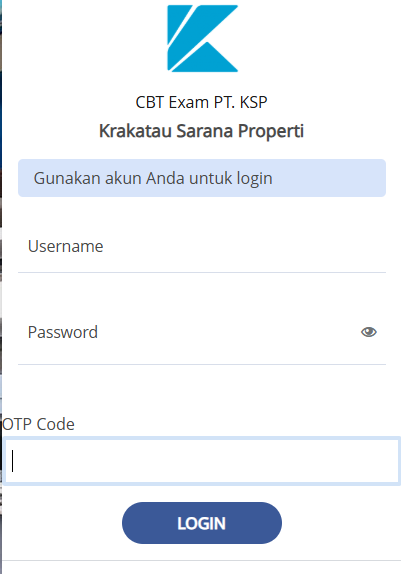 CBT Exam PT. KSP
Krakatau Sarana Properti
Gunakan akun Anda untuk login
Username
Password
OTP Code
LOGIN